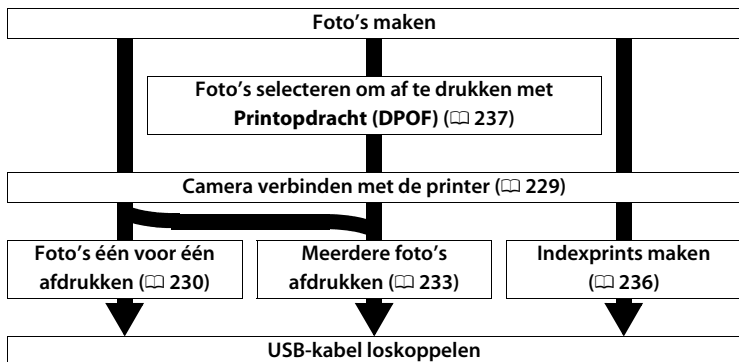 Foto's maken
Foto's selecteren om af te drukken met
Printopdracht (DPOF) (🕮 237)
Camera verbinden met de printer (🕮 229)
Foto's één voor één
afdrukken (🕮 230)
Meerdere foto's
afdrukken (🕮 233)
Indexprints maken
(🕮 236)
USB-kabel loskoppelen